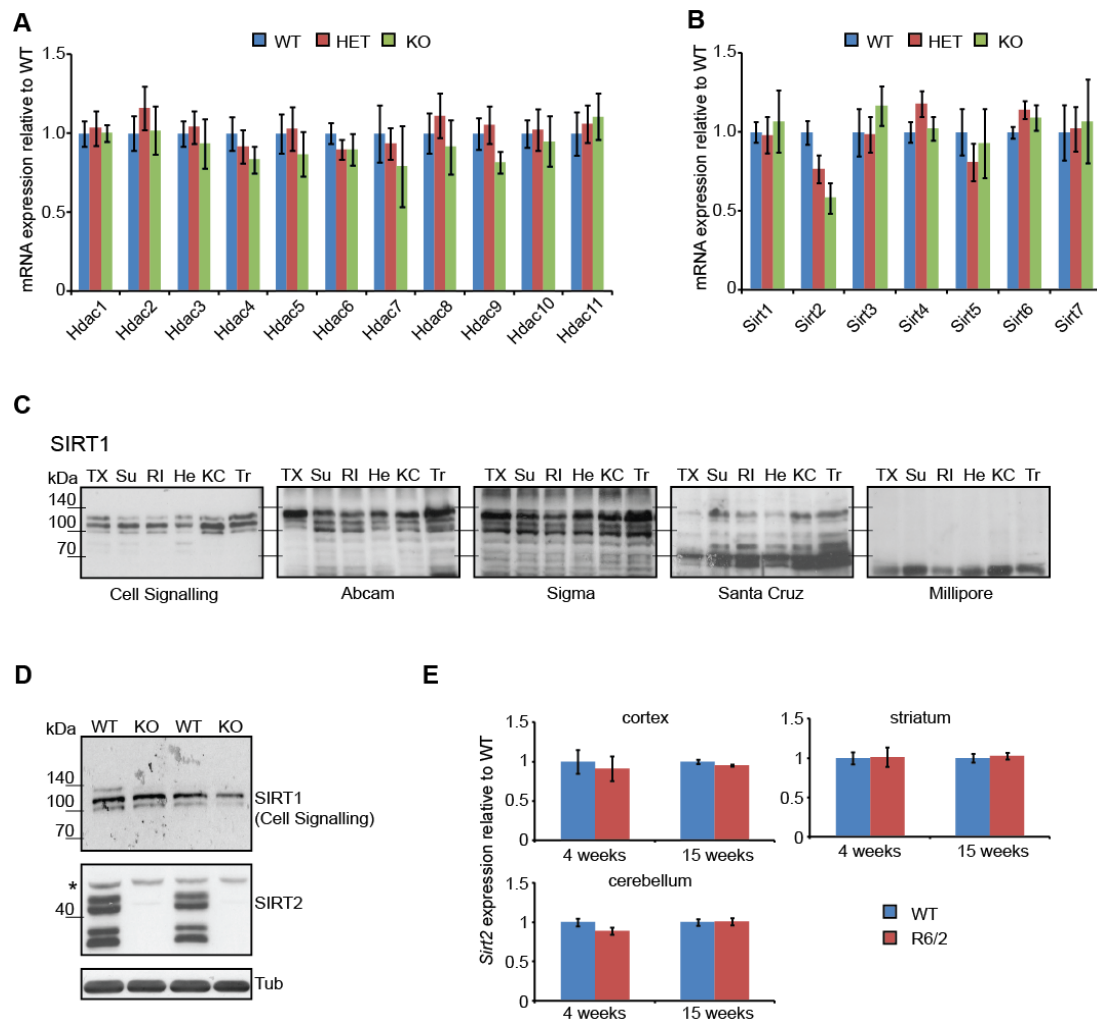 A
WT HET KO
mRNA expression relative to WT
1.5
1.0
0.5
0
Hdac1 Hdac2 Hdac3 Hdac4 Hdac5 Hdac6 Hdac7 Hdac8 Hdac9 Hdac10 Hdac11
B
WT HET KO
mRNA expression relative to WT
1.5
1.0
0.5
0
Sirt1 Sirt2 Sirt3 Sirt4 Sirt5 Sirt6 Sirt7
C
SIRT1
kDa TX Su RI He KC Tr TX Su RI He KC Tr TX Su RI He KC Tr TX Su RI He KC Tr TX Su RI He KC Tr
140
100
70
Cell Signalling Abcam Sigma Santa Cruz Millipore
D
kDa WT KO WT KO
140
100
70
SIRT1
(Cell Signalling)
*
40
SIRT2
Tub
E
Sirt2 expression relative to WT
cortex
1.5
1
0.5
0
4 weeks 15 weeks
striatum
1.5
1
0.5
0
4 weeks 15 weeks
cerebellum
1.5
1
0.5
0
4 weeks 15 weeks
WT
R6/2